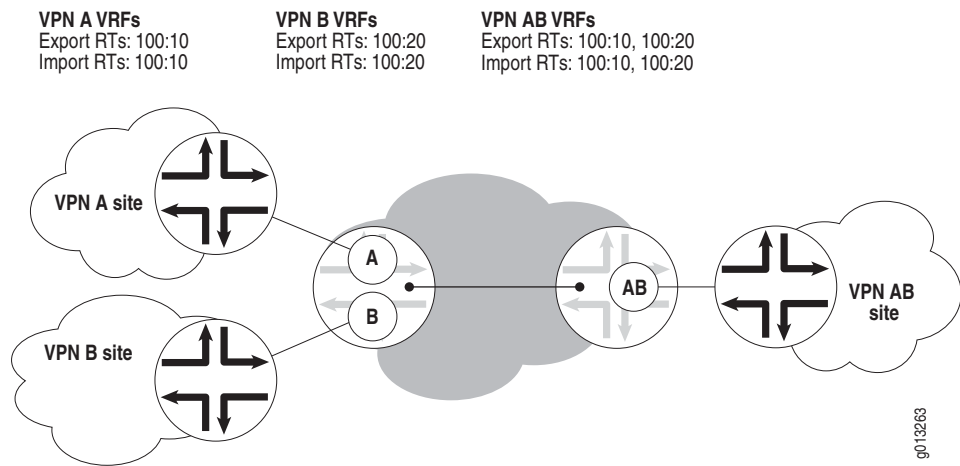 VPN A VRFs
Export RTs: 100:10
Import RTs: 100:10
VPN B VRFs
Export RTs: 100:20
Import RTs: 100:20
VPN AB VRFs
Export RTs: 100:10, 100:20
Import RTs: 100:10, 100:20
VPN A site
A
B
AB
VPN AB
site
VPN B site
g013263